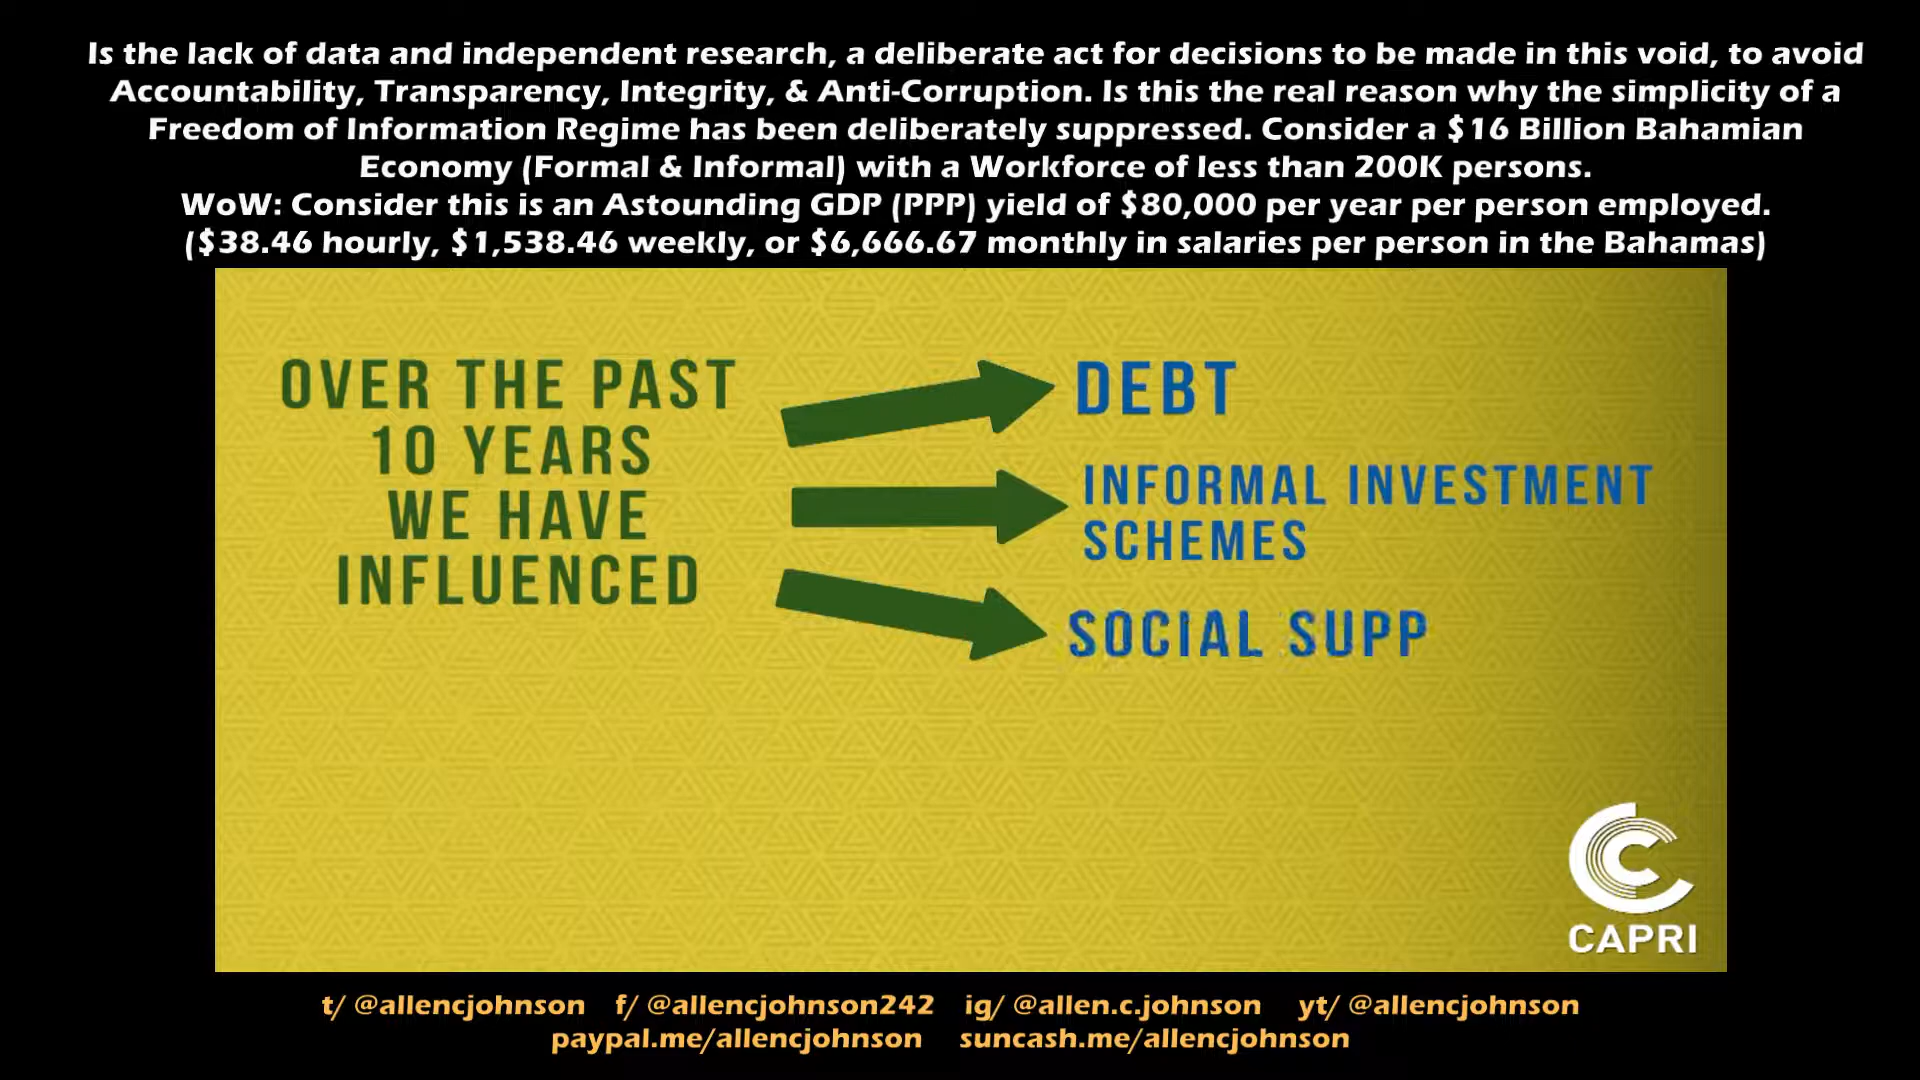 Is the lack of data and independent research, a deliberate act for decisions to be made in this void, to avoid
Accountability, Transparency, Integrity, & Anti-Corruption. Is this the real reason why the simplicity of a
Freedom of Information Regime has been deliberately suppressed. Consider a $16 Billion Bahamian
Economy (Formal & Informal) with a Workforce of less than 200K persons.
WoW: Consider this is an Astounding GDP (PPP) yield of $80,000 per year per person employed.
($38.46 hourly, $1,538.46 weekly, or $6,666.67 monthly in salaries per person in the Bahamas)
OVER THE PAST
10 YEARS
WE HAVE
INFLUENCED
DEBT
INFORMAL INVESTMENT
SCHEMES
SOCIAL SUPP
CAPRI
t/ @allencjohnson f/ @allencjohnson242 ig/ @allen.c.johnson yt/ @allencjohnson
paypal.me/allencjohnson suncash.me/allencjohnson